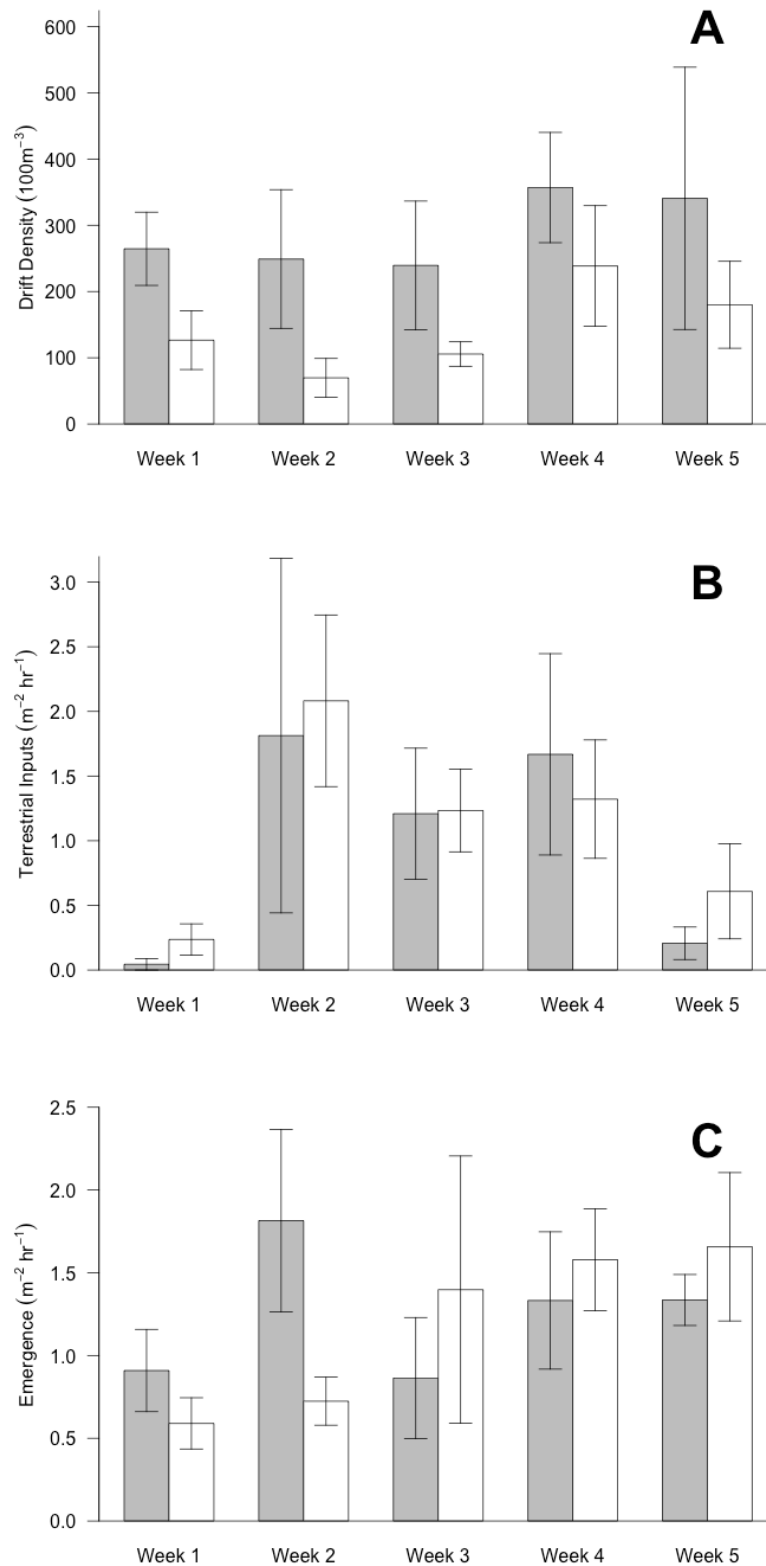 A
Drift Density (100m⁻³)
600
500
400
300
200
100
0
Week 1 Week 2 Week 3 Week 4 Week 5
B
Terrestrial Inputs (m⁻² hr⁻¹)
3.0
2.5
2.0
1.5
1.0
0.5
0.0
Week 1 Week 2 Week 3 Week 4 Week 5
C
Emergence (m⁻² hr⁻¹)
2.5
2.0
1.5
1.0
0.5
0.0
Week 1 Week 2 Week 3 Week 4 Week 5